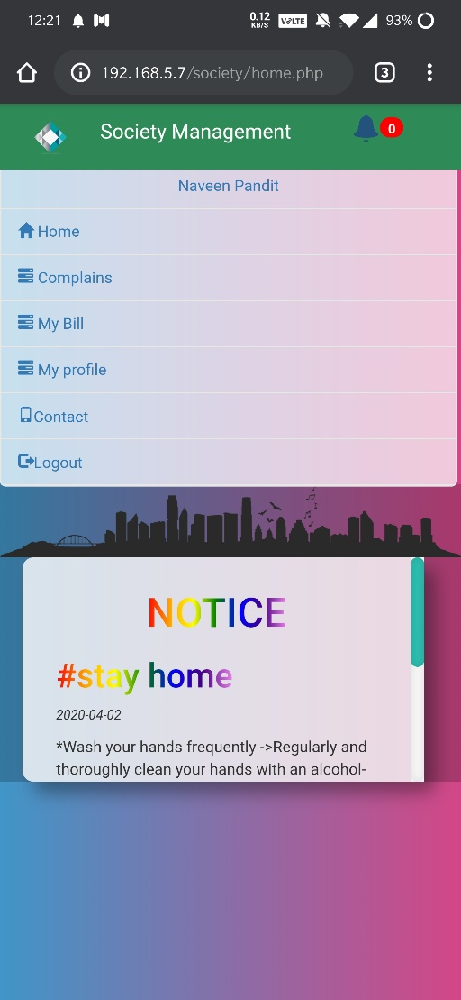 12:21
0.12
KB/S
VoLTE
93%
192.168.5.7/society/home.php
3
Society Management
0
Naveen Pandit
Home
Complains
My Bill
My profile
Contact
Logout
NOTICE
#stay home
2020-04-02
*Wash your hands frequently ->Regularly and
thoroughly clean your hands with an alcohol-